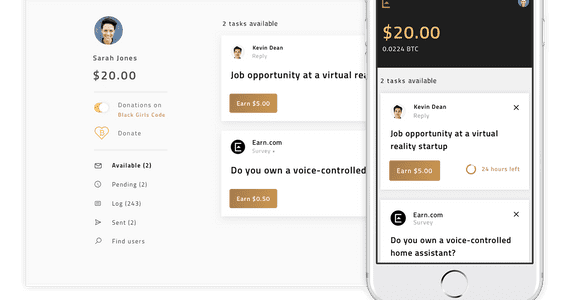 Sarah Jones
$20.00
Donations on
Black Girls Code
Donate
Available (2)
Pending (2)
Log (243)
Sent (2)
Find users
2 tasks available
Kevin Dean
Reply
Job opportunity at a virtual rea
Earn $5.00
Earn.com
Survey •
Do you own a voice-controlled
Earn $0.50
$20.00
0.0224 BTC
2 tasks available
Kevin Dean
Reply
Job opportunity at a virtual
reality startup
Earn $5.00
24 hours left
Earn.com
Survey
Do you own a voice-controlled
home assistant?